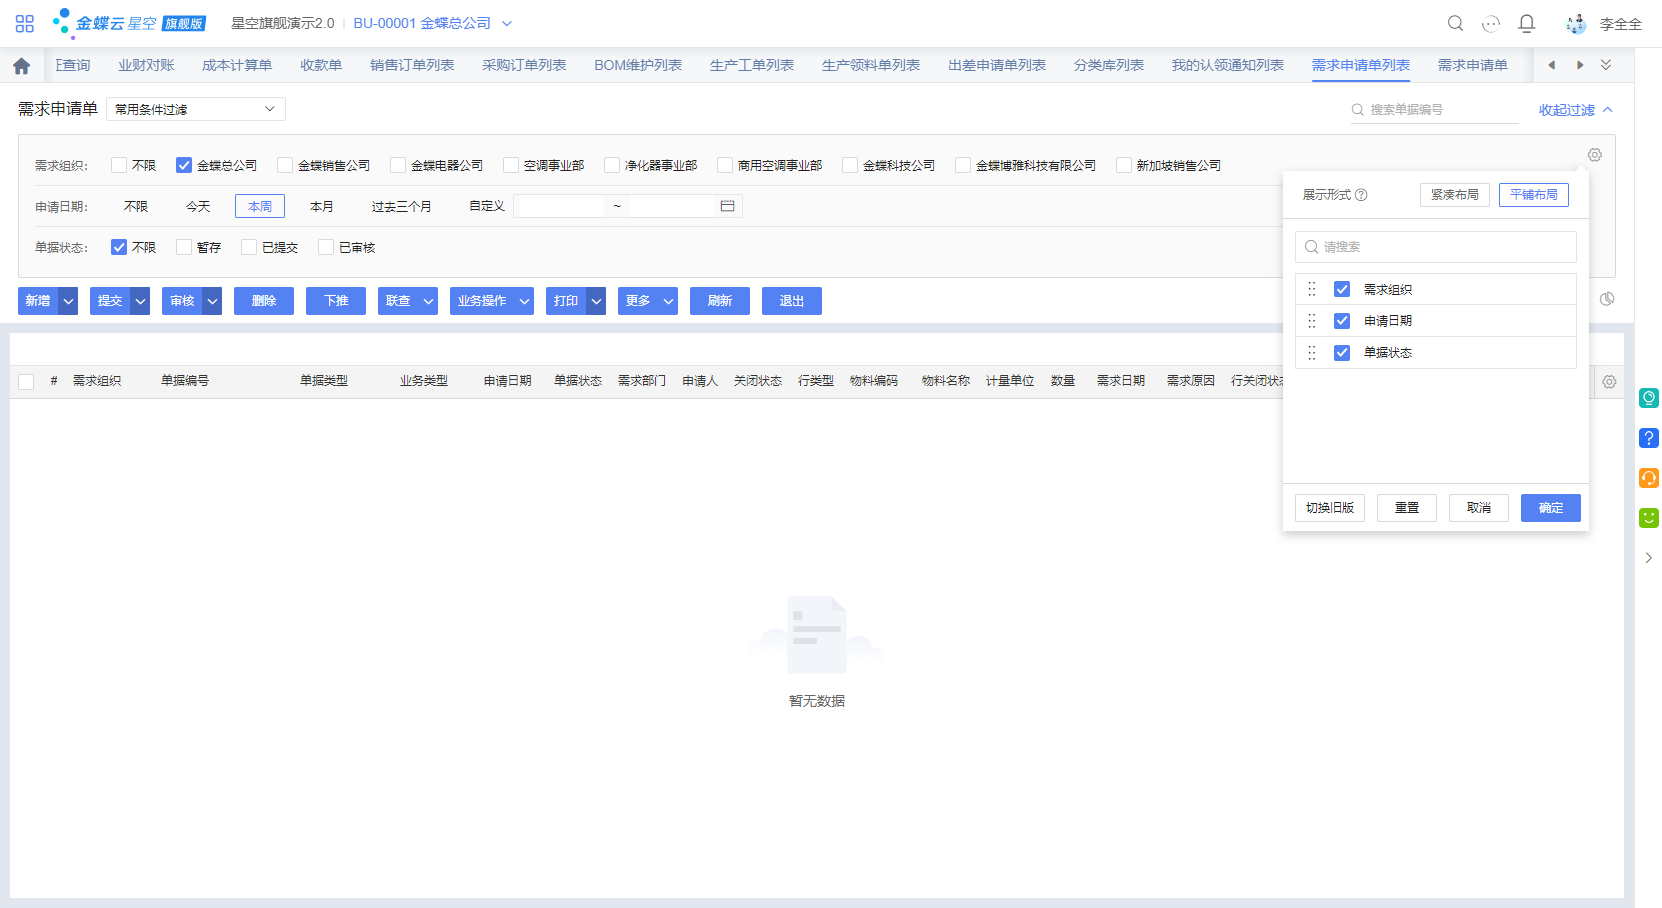 金蝶云星空 旗舰版 星空旗舰演示2.0 BU-00001 金蝶总公司 李全全
查询 业财对账 成本计算单 收款单 销售订单列表 采购订单列表 BOM维护列表 生产工单列表 生产领料单列表 出差申请单列表 分类库列表 我的认领通知列表 需求申请单列表 需求申请单
需求申请单 常用条件过滤 搜索单据编号 收起过滤
需求组织: 不限 金蝶总公司 金蝶销售公司 金蝶电器公司 空调事业部 净化器事业部 商用空调事业部 金蝶科技公司 金蝶博雅科技有限公司 新加坡销售公司
申请日期: 不限 今天 本周 本月 过去三个月 自定义 ~
单据状态: 不限 暂存 已提交 已审核
新增 提交 审核 删除 下推 联查 业务操作 打印 更多 刷新 退出
# 需求组织 单据编号 单据类型 业务类型 申请日期 单据状态 需求部门 申请人 关闭状态 行类型 物料编码 物料名称 计量单位 数量 需求日期 需求原因 行关闭状
展示形式 ? 紧凑布局 平铺布局
请搜索
需求组织
申请日期
单据状态
切换旧版 重置 取消 确定
暂无数据